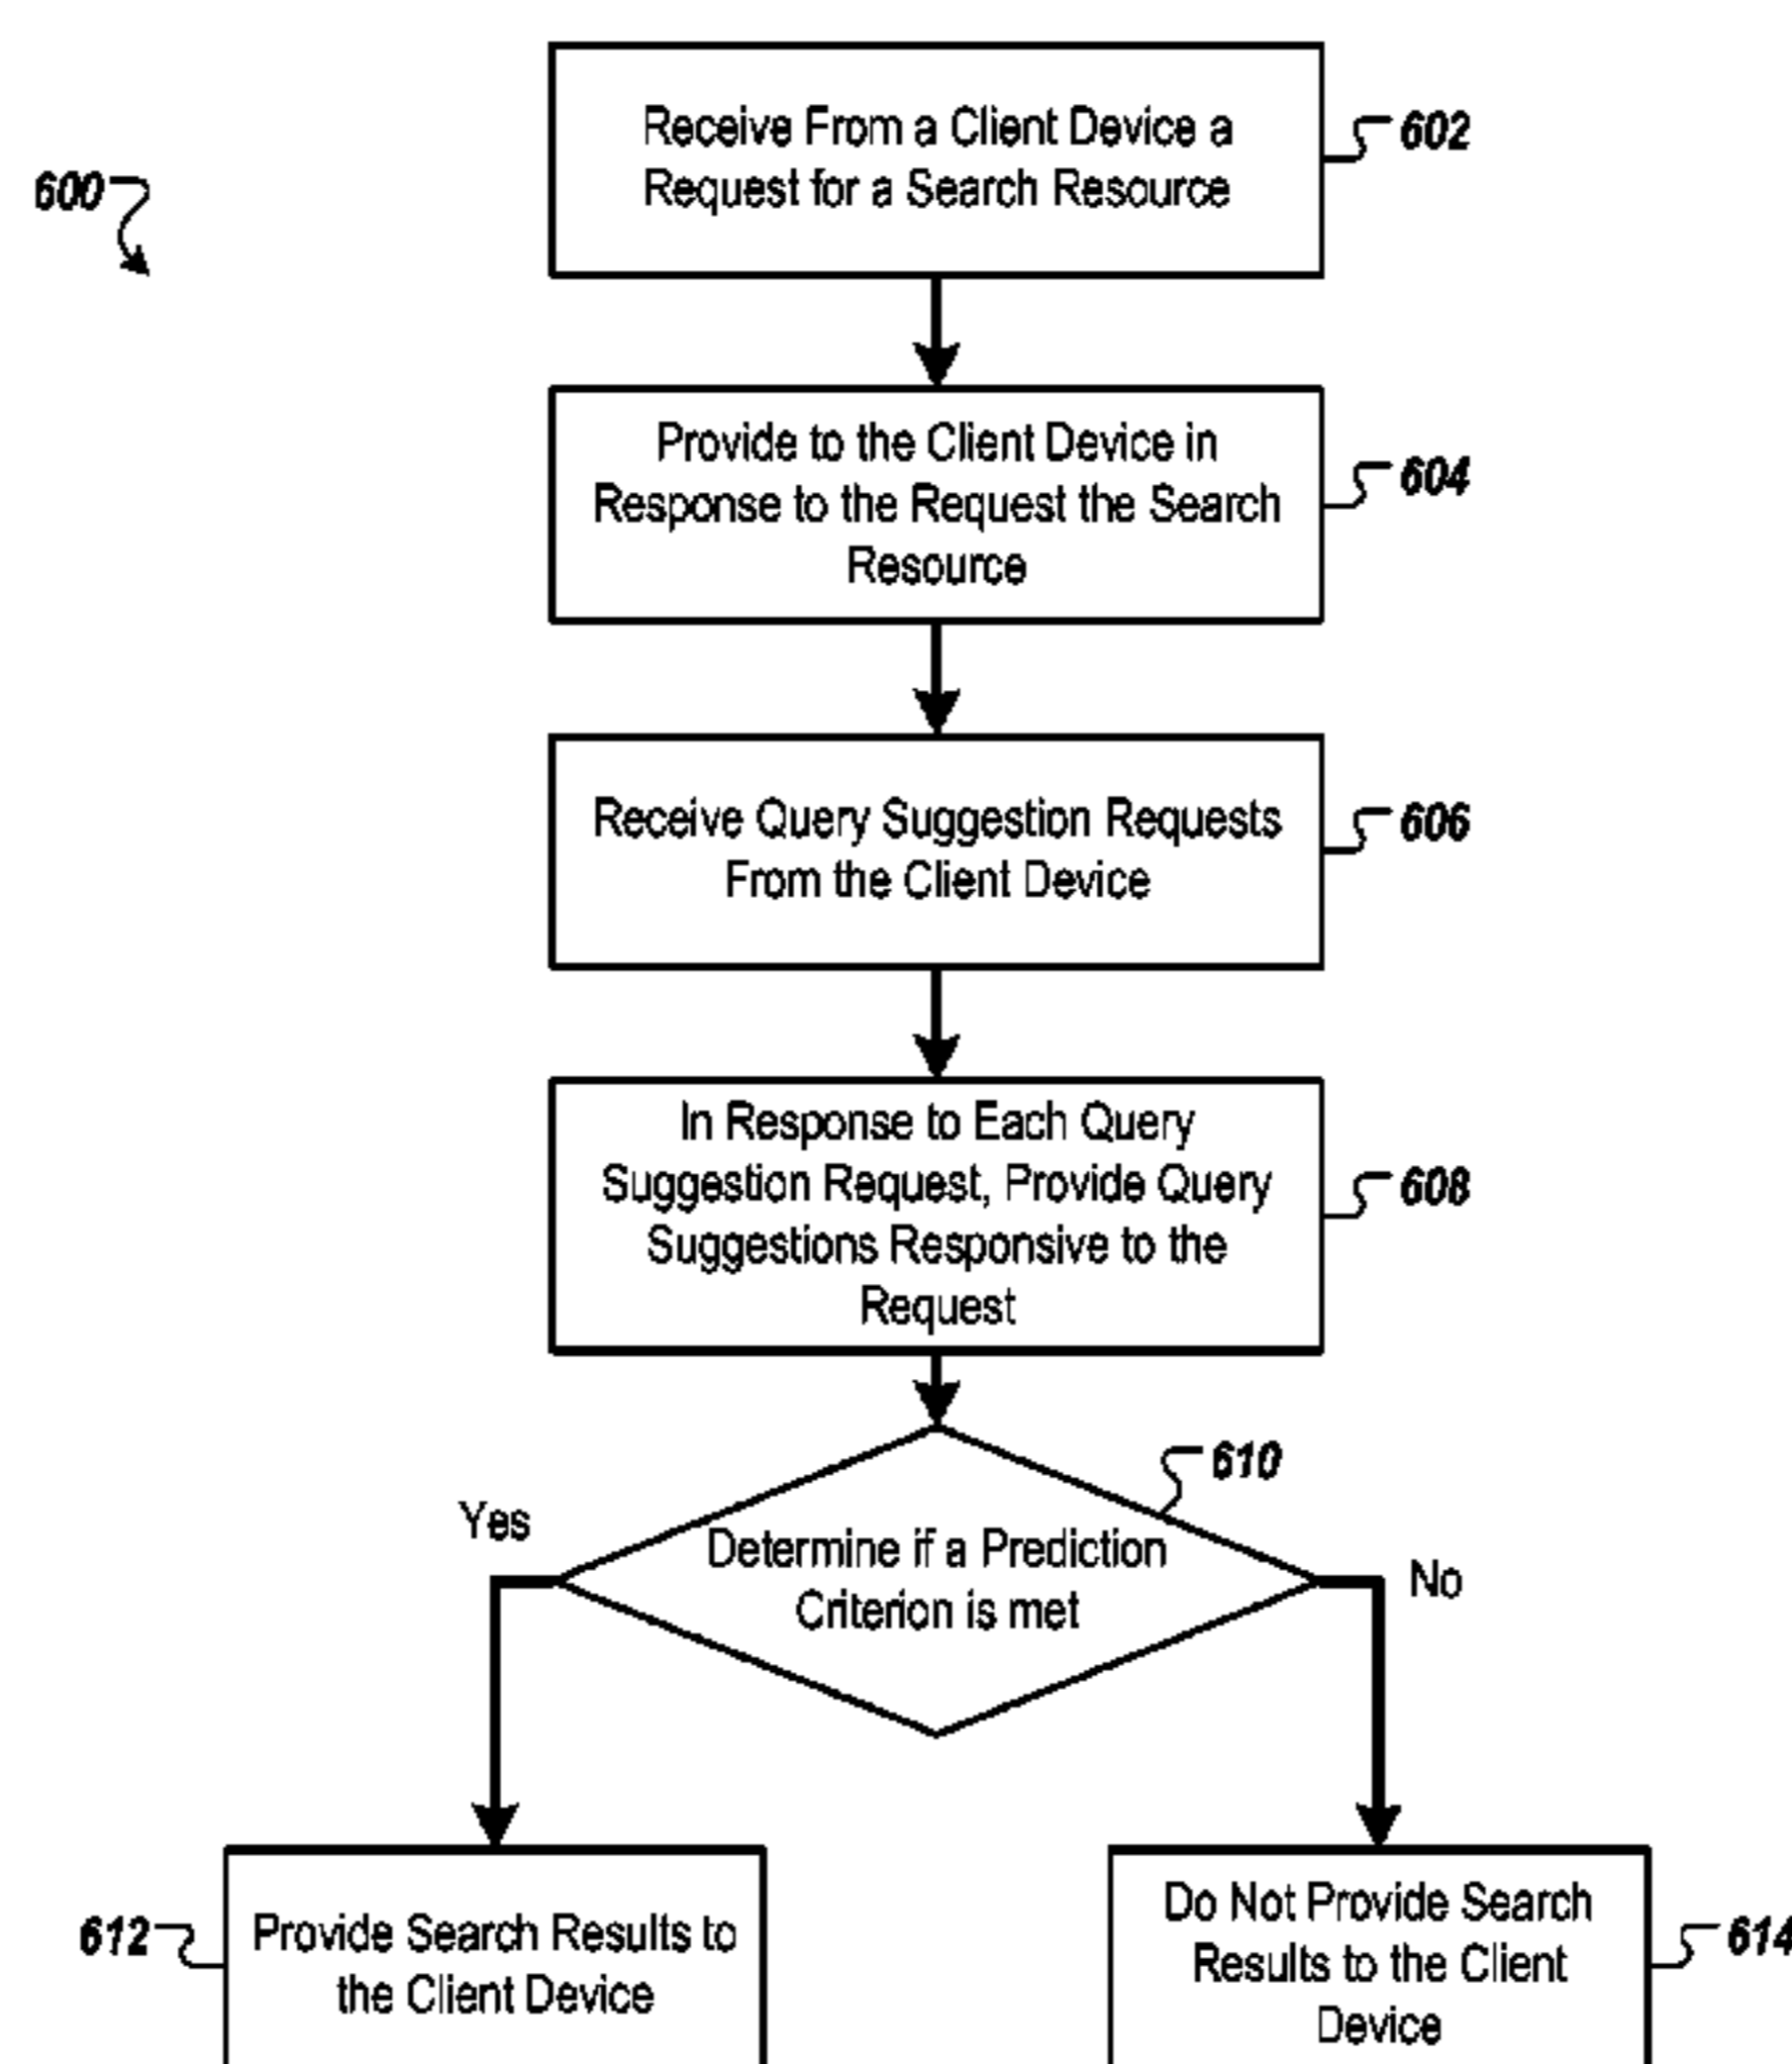 Receive From a Client Device a
Request for a Search Resource
602
600
Provide to the Client Device in
Response to the Request the Search
Resource
604
Receive Query Suggestion Requests
From the Client Device
606
In Response to Each Query
Suggestion Request, Provide Query
Suggestions Responsive to the
Request
608
610
Yes
Determine if a Prediction
Criterion is met
No
612
Provide Search Results to
the Client Device
Do Not Provide Search
Results to the Client
Device
614